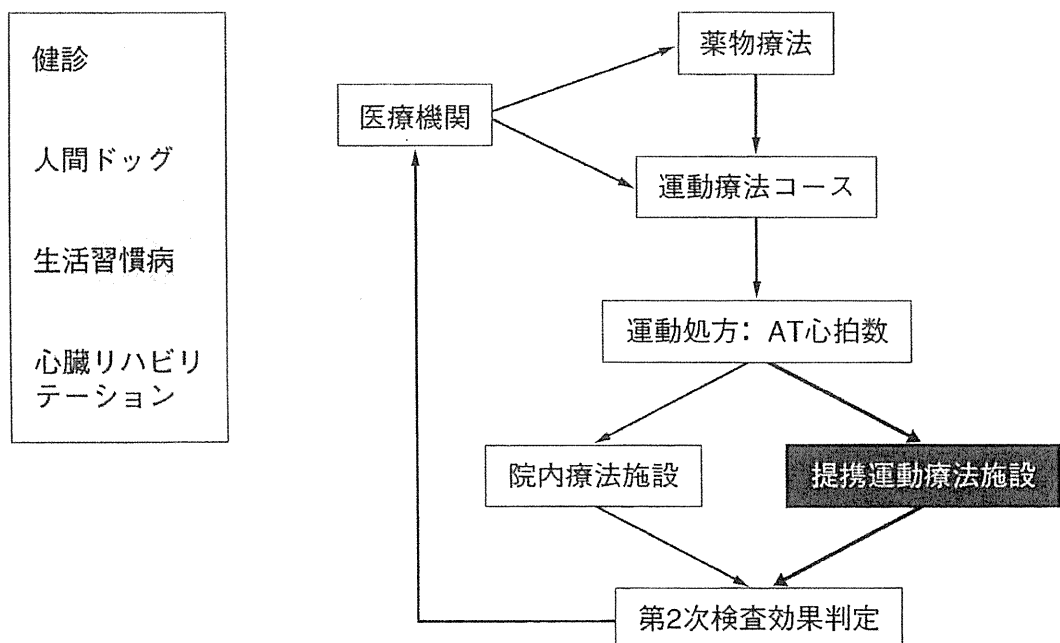 健診
人間ドッグ
生活習慣病
心臓リハビリ
テーション
薬物療法
医療機関
運動療法コース
運動処方：AT心拍数
院内療法施設
提携運動療法施設
第2次検査効果判定